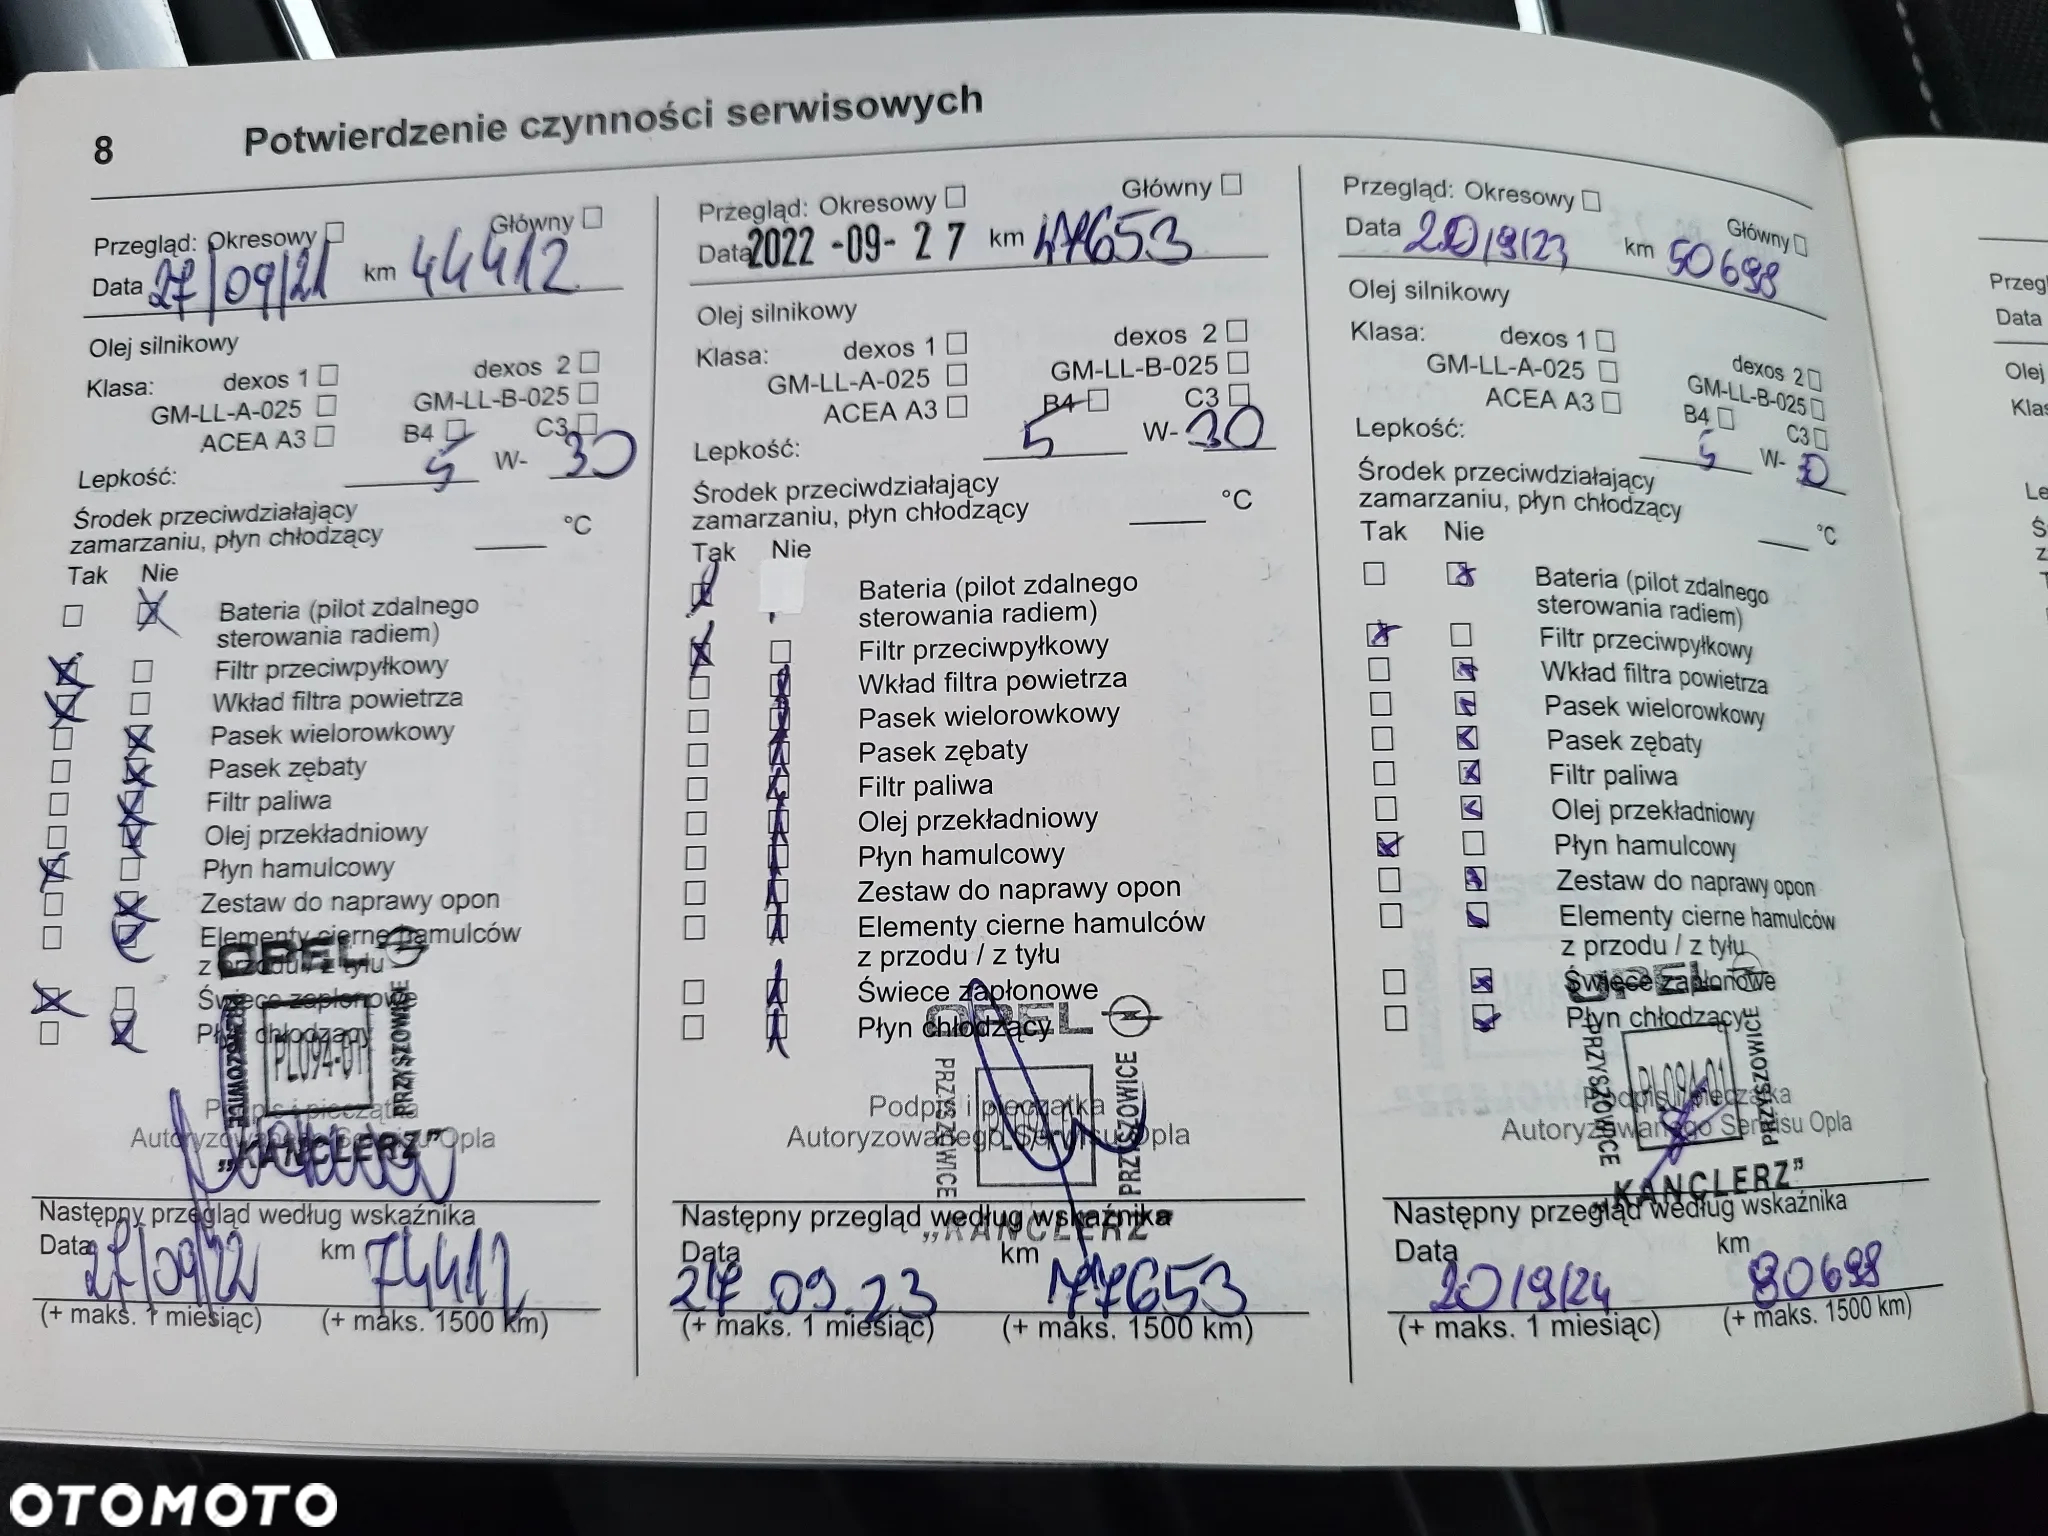 8 Potwierdzenie czynności serwisowych
Przegląd: Okresowy Główny
Data 27/09/21 km 44412
Olej silnikowy
Klasa: dexos 1 dexos 2
GM-LL-A-025 GM-LL-B-025
ACEA A3 B4 C3
Lepkość: 5 W- 30
Środek przeciwdziałający
zamarzaniu, płyn chłodzący °C
Tak Nie
Bateria (pilot zdalnego
sterowania radiem)
Filtr przeciwpyłkowy
Wkład filtra powietrza
Pasek wielorowkowy
Pasek zębaty
Filtr paliwa
Olej przekładniowy
Płyn hamulcowy
Zestaw do naprawy opon
Elementy cierne hamulców
z przodu / z tyłu
OPEL
Świece zapłonowe
Płyn chłodzący
PRZYSZOWICE PL094-01 PRZYSZOWICE
Podpis i pieczątka
Autoryzowanego Serwisu Opla
„KANCLERZ”
Następny przegląd według wskaźnika
Data 27/09/22 km 74412
(+ maks. 1 miesiąc) (+ maks. 1500 km)
Przegląd: Okresowy Główny
Data 2022-09-27 km 47653
Olej silnikowy
Klasa: dexos 1 dexos 2
GM-LL-A-025 GM-LL-B-025
ACEA A3 B4 C3
Lepkość: 5 W- 30
Środek przeciwdziałający
zamarzaniu, płyn chłodzący °C
Tak Nie
Bateria (pilot zdalnego
sterowania radiem)
Filtr przeciwpyłkowy
Wkład filtra powietrza
Pasek wielorowkowy
Pasek zębaty
Filtr paliwa
Olej przekładniowy
Płyn hamulcowy
Zestaw do naprawy opon
Elementy cierne hamulców
z przodu / z tyłu
Świece zapłonowe
OPEL
Płyn chłodzący
PRZYSZOWICE PRZYSZOWICE
Podpis i pieczątka
Autoryzowanego Serwisu Opla
Następny przegląd według wskaźnika
„KANCLERZ”
Data 27.09.23 km 77653
(+ maks. 1 miesiąc) (+ maks. 1500 km)
Przegląd: Okresowy Główny
Data 20/9/23 km 50698
Olej silnikowy
Klasa: dexos 1 dexos 2
GM-LL-A-025 GM-LL-B-025
ACEA A3 B4 C3
Lepkość: 5 W- 30
Środek przeciwdziałający
zamarzaniu, płyn chłodzący °C
Tak Nie
Bateria (pilot zdalnego
sterowania radiem)
Filtr przeciwpyłkowy
Wkład filtra powietrza
Pasek wielorowkowy
Pasek zębaty
Filtr paliwa
Olej przekładniowy
Płyn hamulcowy
Zestaw do naprawy opon
Elementy cierne hamulców
z przodu / z tyłu
OPEL
Świece zapłonowe
Płyn chłodzący
PRZYSZOWICE PL094-01 PRZYSZOWICE
Podpis i pieczątka
Autoryzowanego Serwisu Opla
„KANCLERZ”
Następny przegląd według wskaźnika
Data 20/9/24 km 80698
(+ maks. 1 miesiąc) (+ maks. 1500 km)
Data
Olej
OTOMOTO